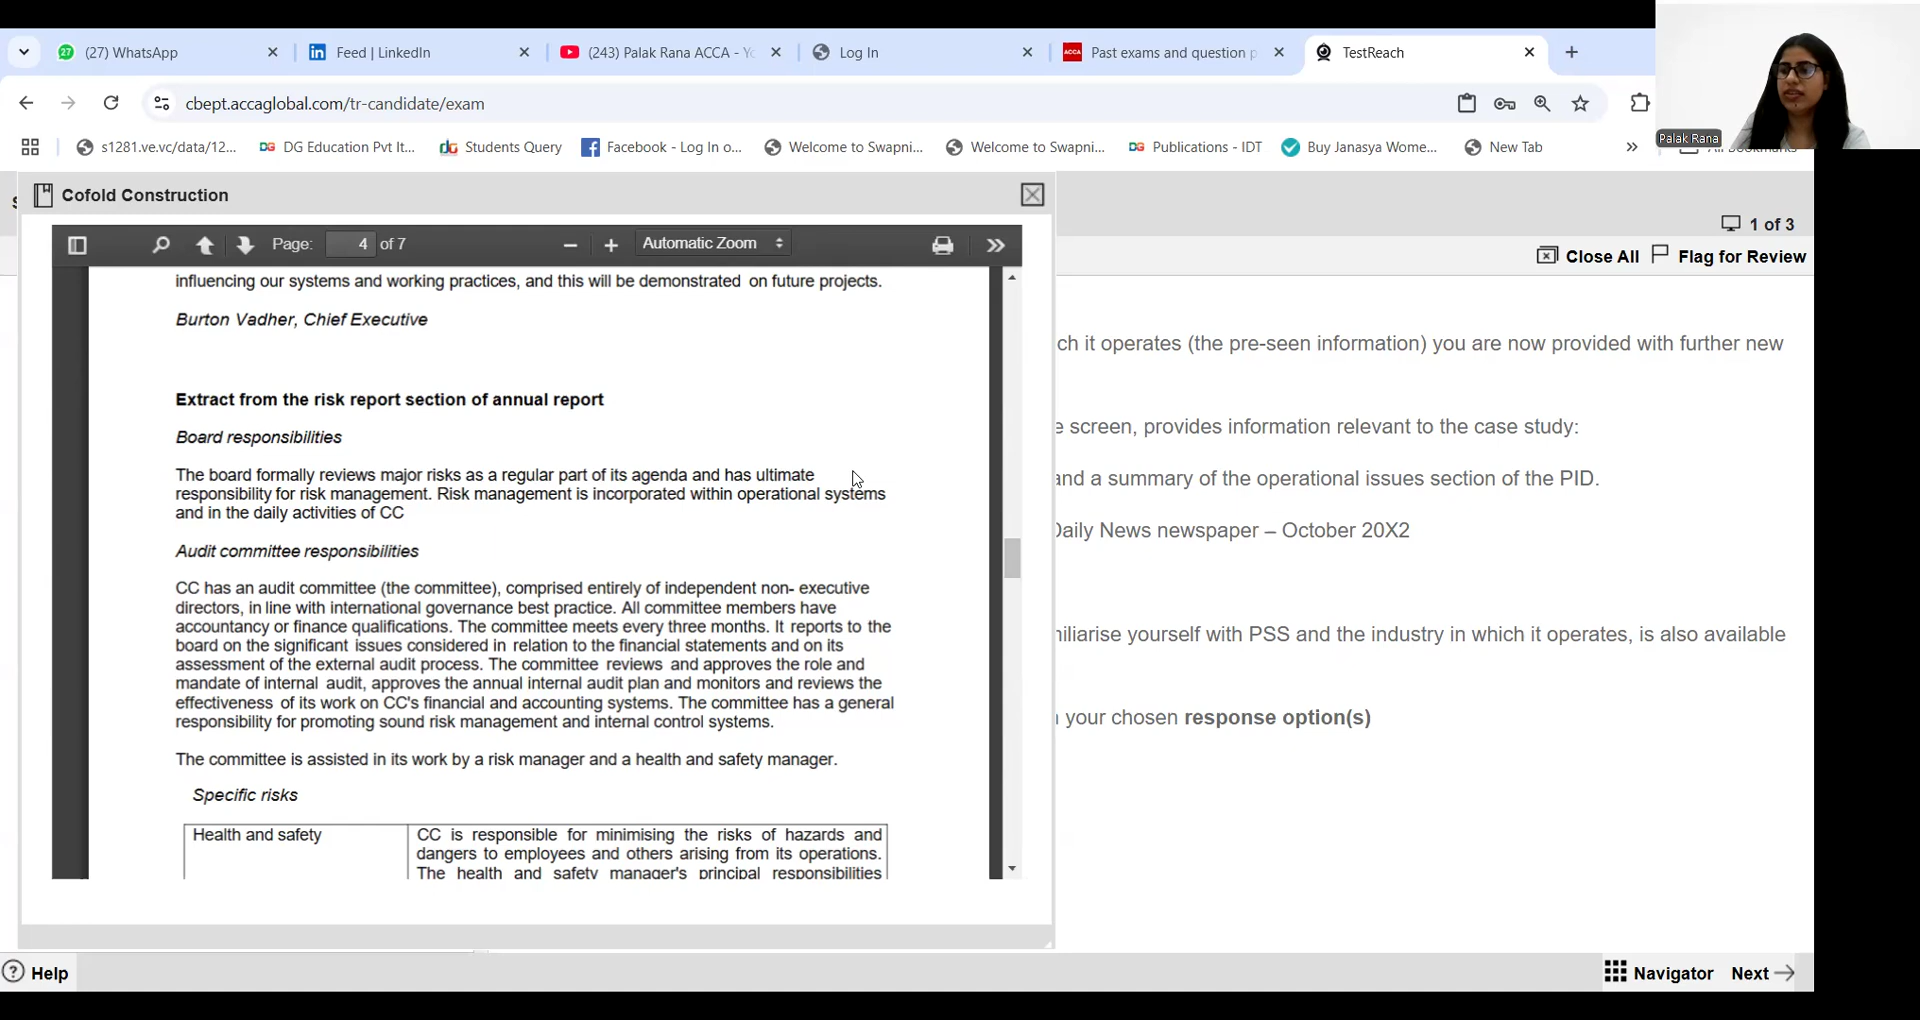 (27) WhatsApp
Feed | LinkedIn
(243) Palak Rana ACCA - Yo
Log In
Past exams and question p
TestReach
cbept.accaglobal.com/tr-candidate/exam
s1281.ve.vc/data/12...
DG Education Pvt It...
Students Query
Facebook - Log In o...
Welcome to Swapni...
Welcome to Swapni...
Publications - IDT
Buy Janasya Wome...
New Tab
Palak Rana
Cofold Construction
1 of 3
Page: 4 of 7
Automatic Zoom
Close All
Flag for Review
influencing our systems and working practices, and this will be demonstrated on future projects.
Burton Vadher, Chief Executive
Extract from the risk report section of annual report
Board responsibilities
The board formally reviews major risks as a regular part of its agenda and has ultimate
responsibility for risk management. Risk management is incorporated within operational systems
and in the daily activities of CC
Audit committee responsibilities
CC has an audit committee (the committee), comprised entirely of independent non- executive
directors, in line with international governance best practice. All committee members have
accountancy or finance qualifications. The committee meets every three months. It reports to the
board on the significant issues considered in relation to the financial statements and on its
assessment of the external audit process. The committee reviews and approves the role and
mandate of internal audit, approves the annual internal audit plan and monitors and reviews the
effectiveness of its work on CC's financial and accounting systems. The committee has a general
responsibility for promoting sound risk management and internal control systems.
The committee is assisted in its work by a risk manager and a health and safety manager.
Specific risks
Health and safety
CC is responsible for minimising the risks of hazards and
dangers to employees and others arising from its operations.
The health and safety manager's principal responsibilities
ch it operates (the pre-seen information) you are now provided with further new
e screen, provides information relevant to the case study:
and a summary of the operational issues section of the PID.
Daily News newspaper – October 20X2
niliarise yourself with PSS and the industry in which it operates, is also available
your chosen response option(s)
Help
Navigator
Next